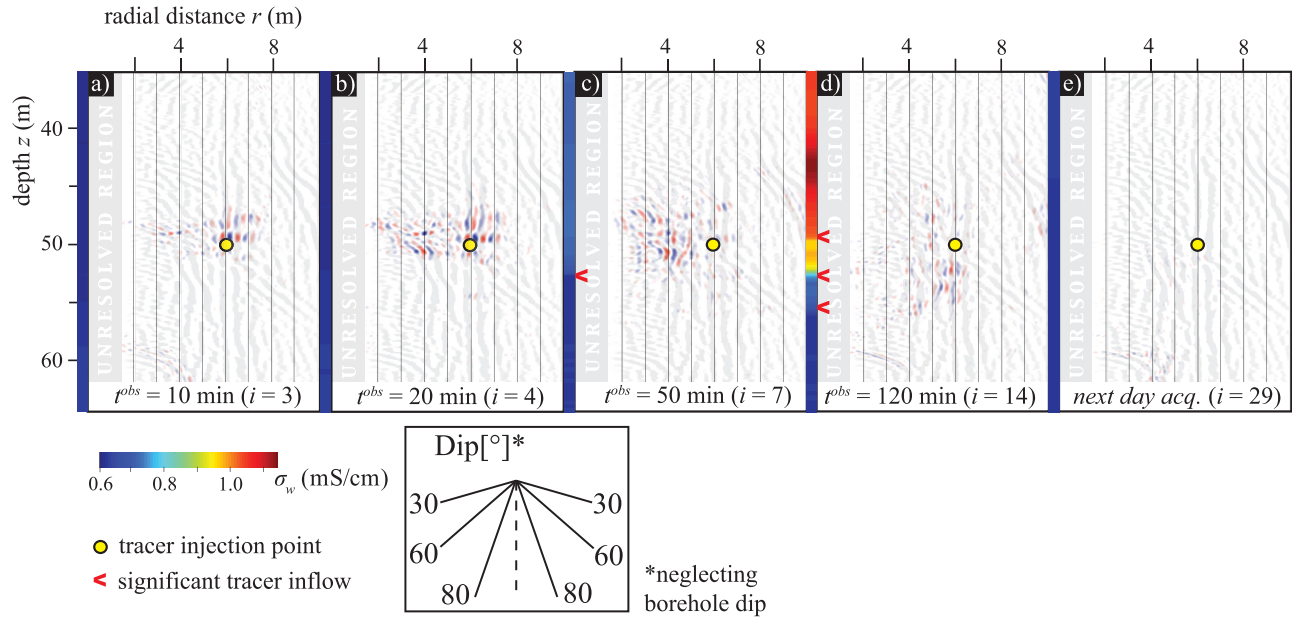 radial distance r (m)
4 8 4 8 4 8 4 8 4 8
a) b) c) d) e)
depth z (m)
40
50
60
UNRESOLVED REGION
UNRESOLVED REGION
UNRESOLVED REGION
UNRESOLVED REGION
UNRESOLVED REGION
<
<
<
<
t^obs = 10 min (i = 3)
t^obs = 20 min (i = 4)
t^obs = 50 min (i = 7)
t^obs = 120 min (i = 14)
next day acq. (i = 29)
0.6 0.8 1.0 σw (mS/cm)
tracer injection point
< significant tracer inflow
Dip[°]*
30 30
60 60
80 80
*neglecting
borehole dip